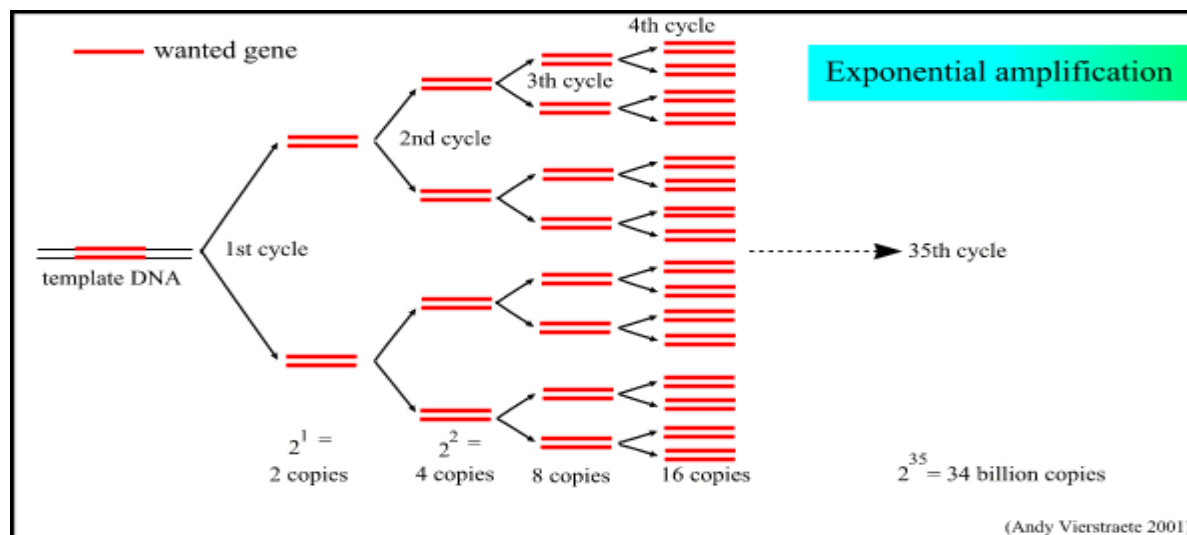 4th cycle
wanted gene
Exponential amplification
3th cycle
2nd cycle
1st cycle
35th cycle
template DNA
2^1 =
2 copies
2^2 =
4 copies
8 copies
16 copies
2^35 = 34 billion copies
(Andy Vierstraete 2001)